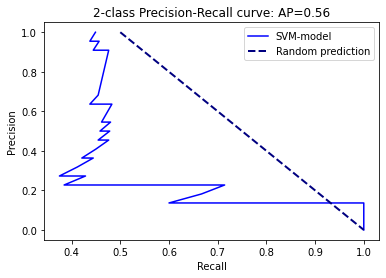 2-class Precision-Recall curve: AP=0.56
SVM-model
Random prediction
Precision
1.0
0.8
0.6
0.4
0.2
0.0
0.4 0.5 0.6 0.7 0.8 0.9 1.0
Recall